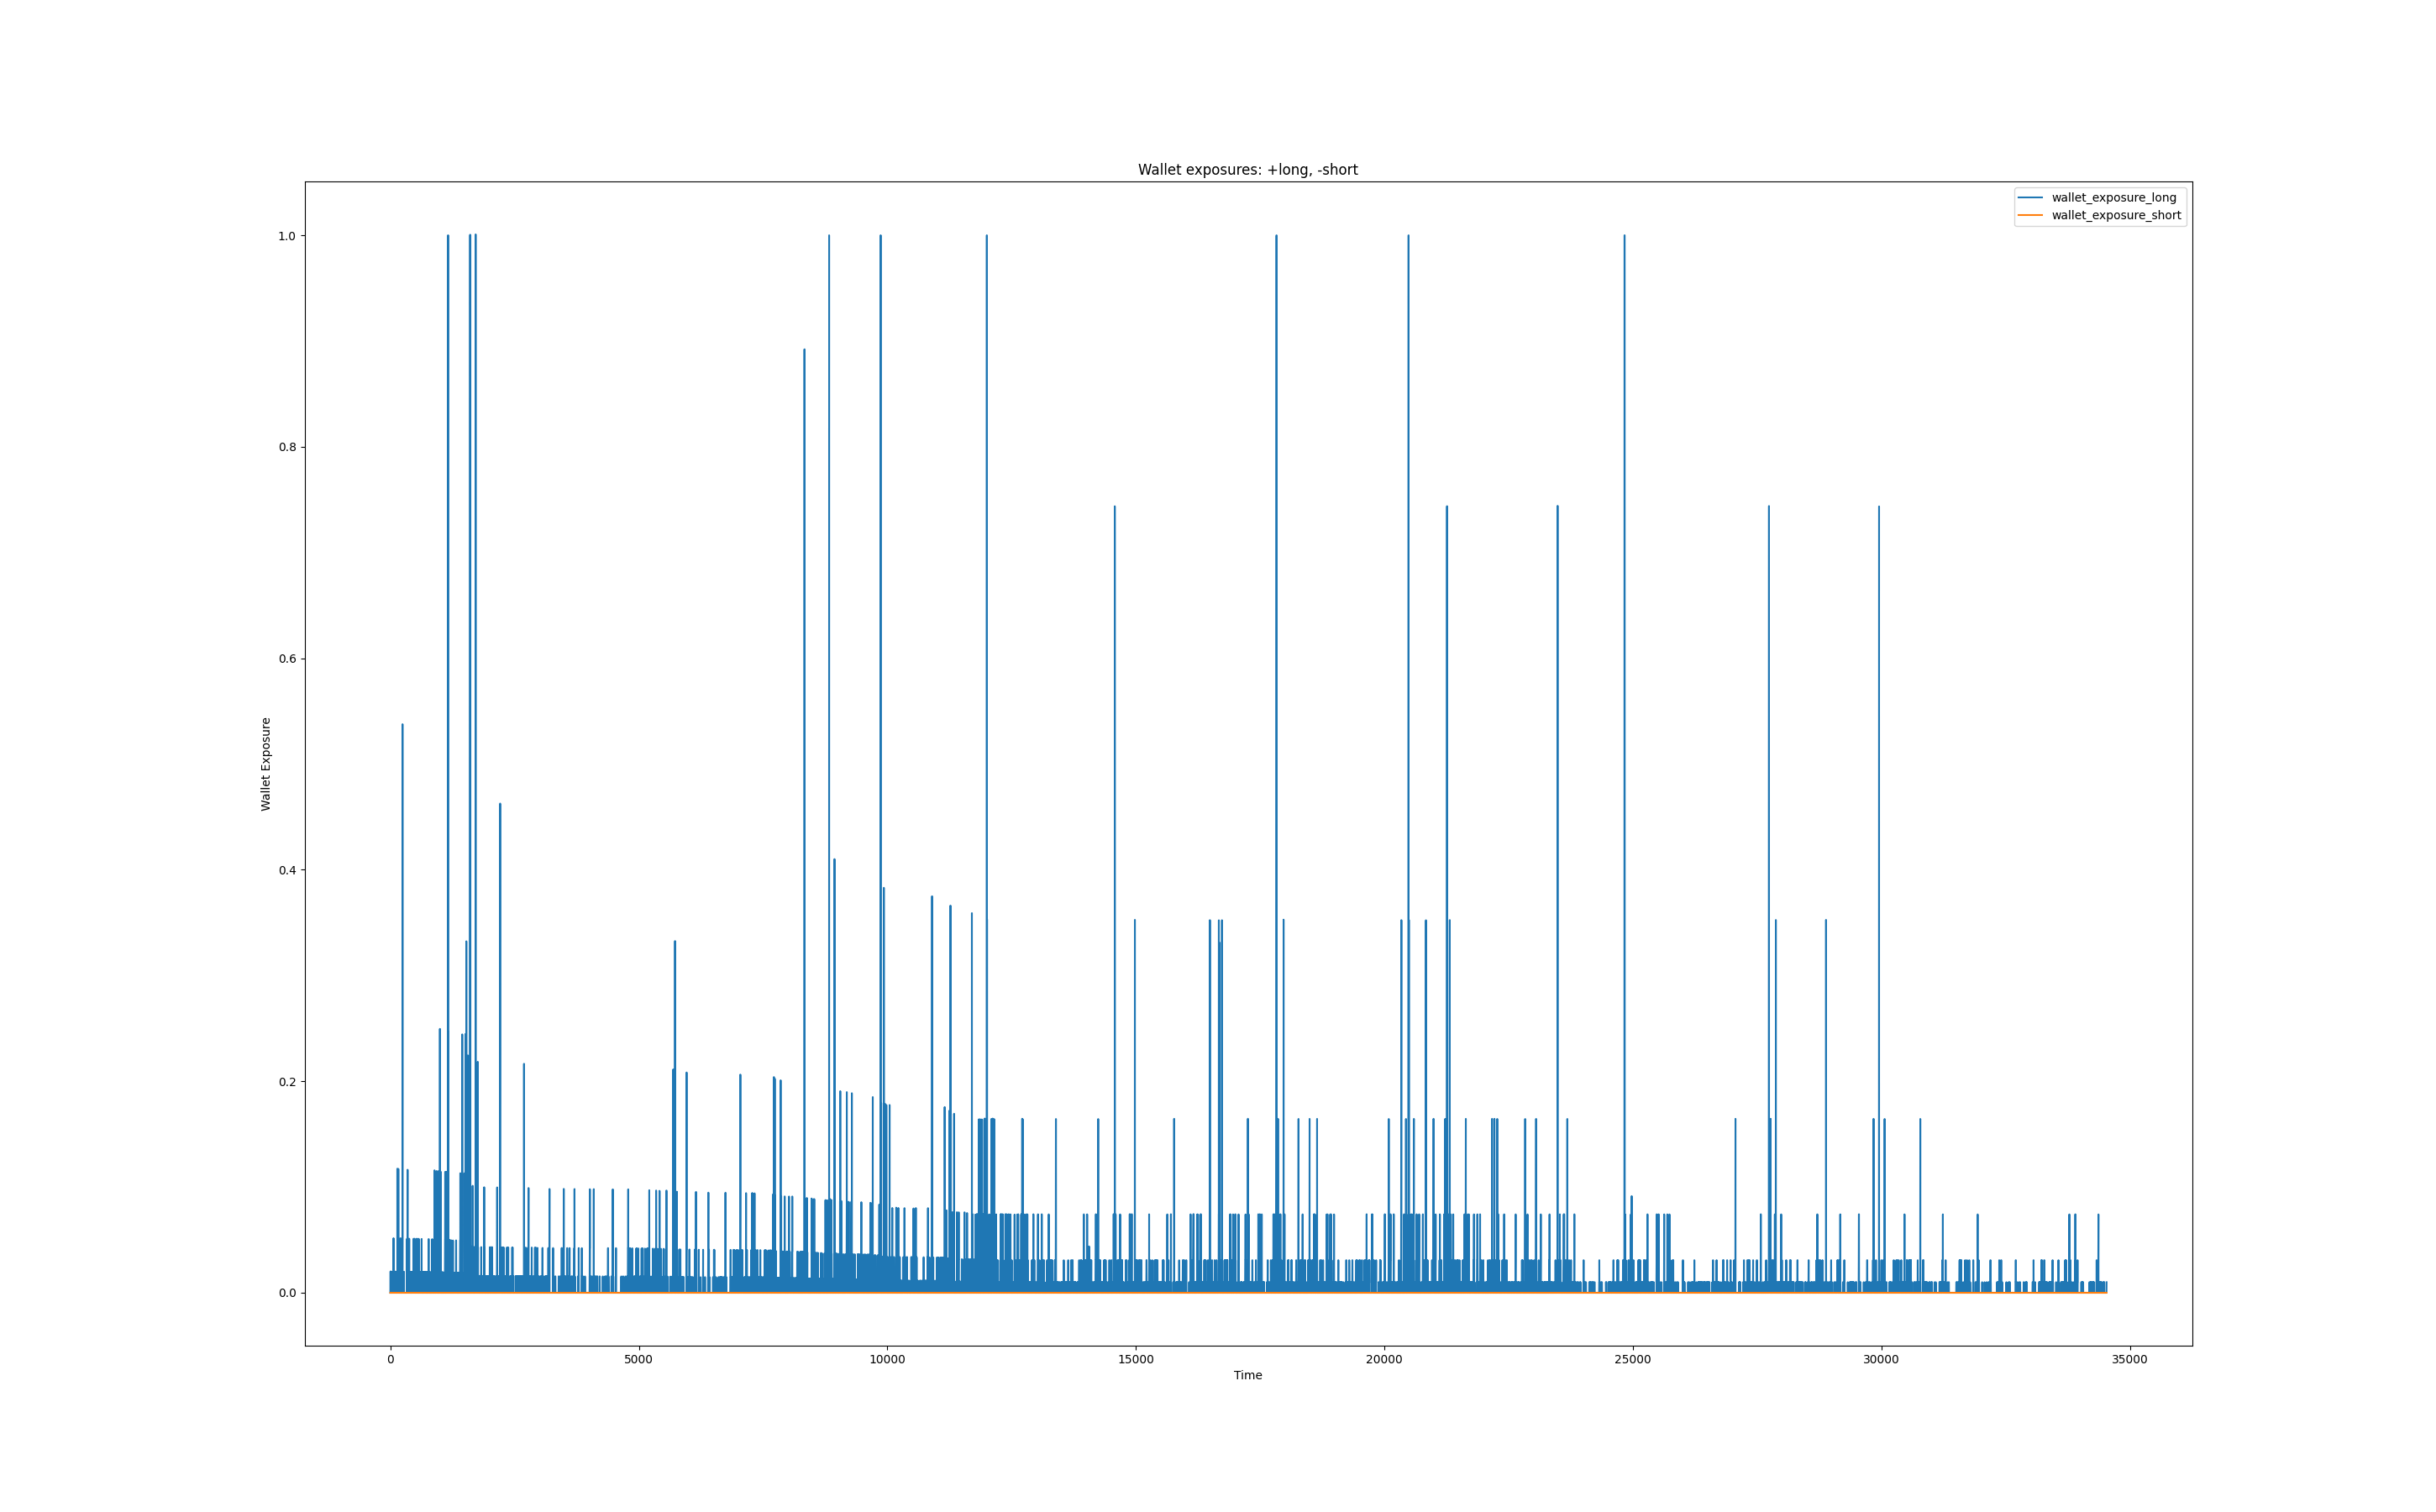 Wallet exposures: +long, -short
wallet_exposure_long
wallet_exposure_short
1.0
0.8
0.6
0.4
0.2
0.0
Wallet Exposure
0 5000 10000 15000 20000 25000 30000 35000
Time